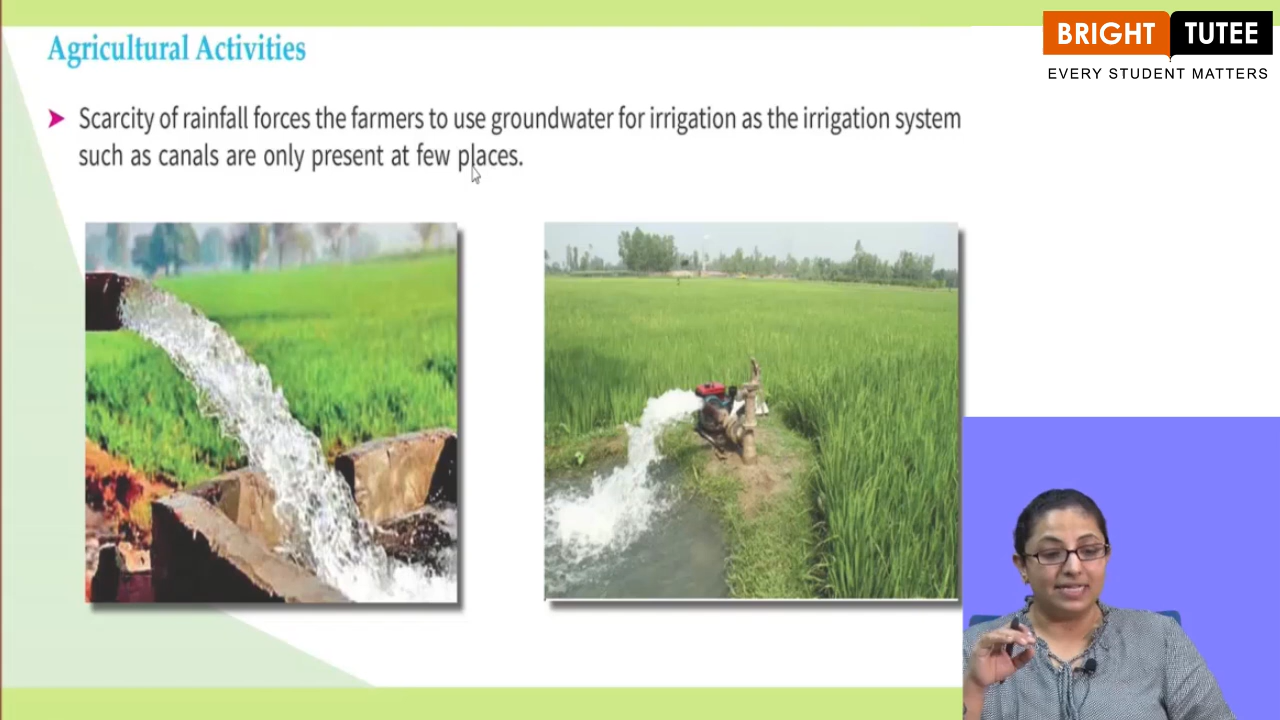 Agricultural Activities
BRIGHT TUTEE
EVERY STUDENT MATTERS
Scarcity of rainfall forces the farmers to use groundwater for irrigation as the irrigation system
such as canals are only present at few places.